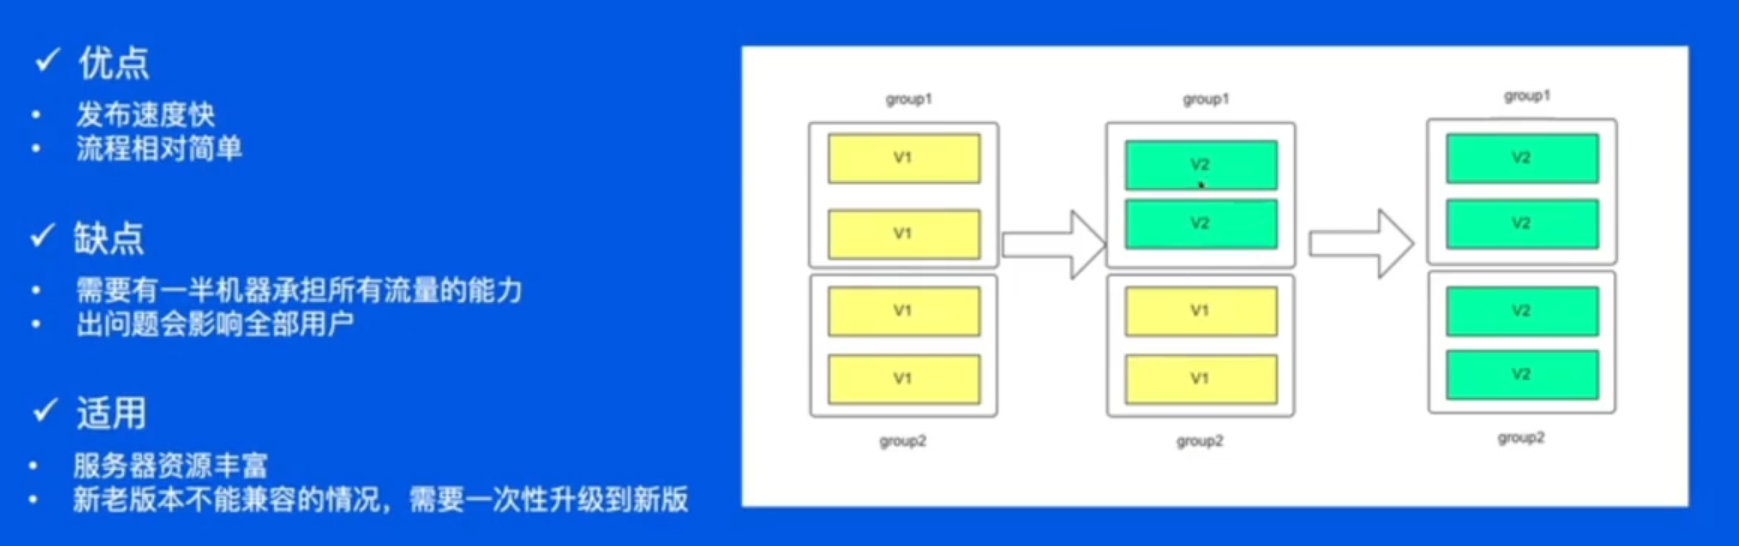 ✓ 优点
• 发布速度快
• 流程相对简单
✓ 缺点
• 需要有一半机器承担所有流量的能力
• 出问题会影响全部用户
✓ 适用
• 服务器资源丰富
• 新老版本不能兼容的情况，需要一次性升级到新版
group1
V1
V1
V1
V1
group2
group1
V2
V2
V1
V1
group2
group1
V2
V2
V2
V2
group2